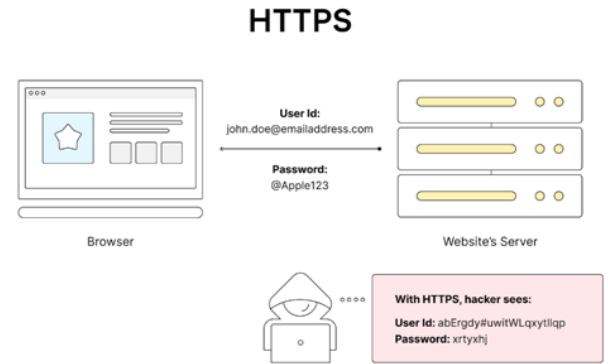 HTTPS
User Id:
john.doe@emailaddress.com
Password:
@Apple123
Browser
Website's Server
With HTTPS, hacker sees:
User Id: abErgdy#uwitWLqxytlIqp
Password: xrtyxhj